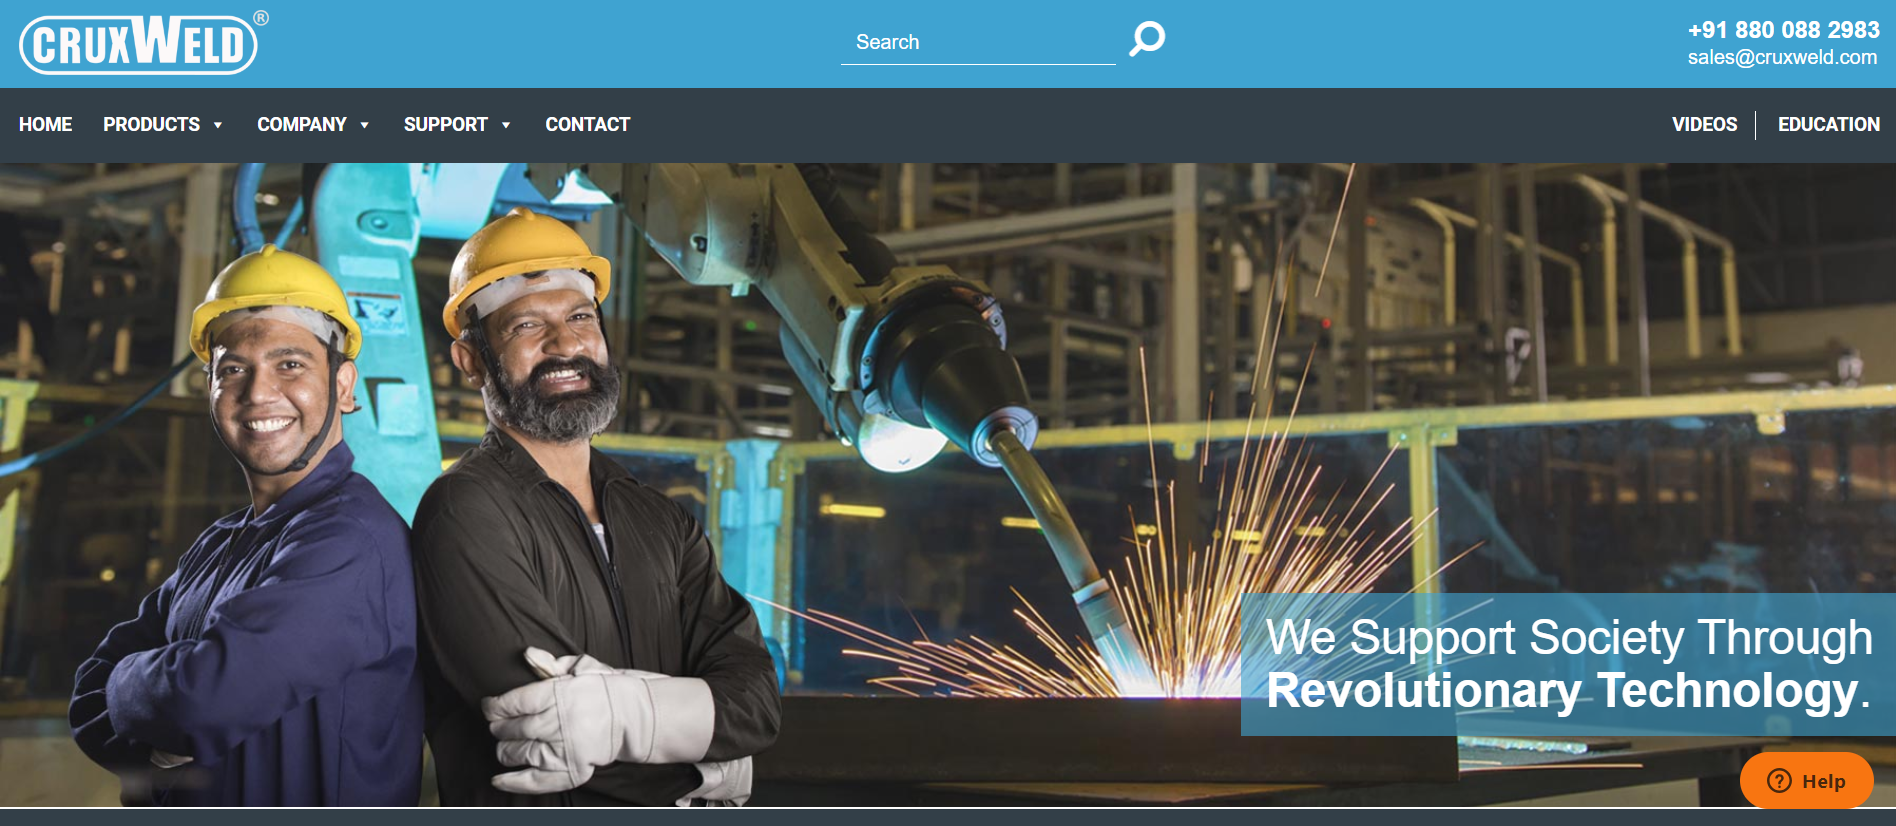 CRUXWELD®
Search
+91 880 088 2983
sales@cruxweld.com
HOME PRODUCTS COMPANY SUPPORT CONTACT VIDEOS EDUCATION
We Support Society Through
Revolutionary Technology.
Help